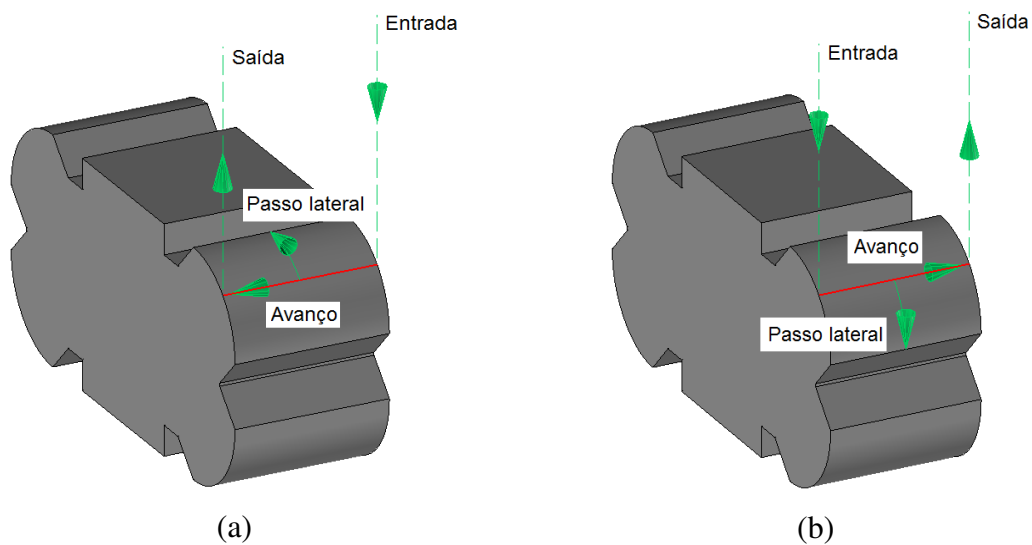 Entrada
Saída
Passo lateral
Avanço
(a)
Saída
Entrada
Avanço
Passo lateral
(b)